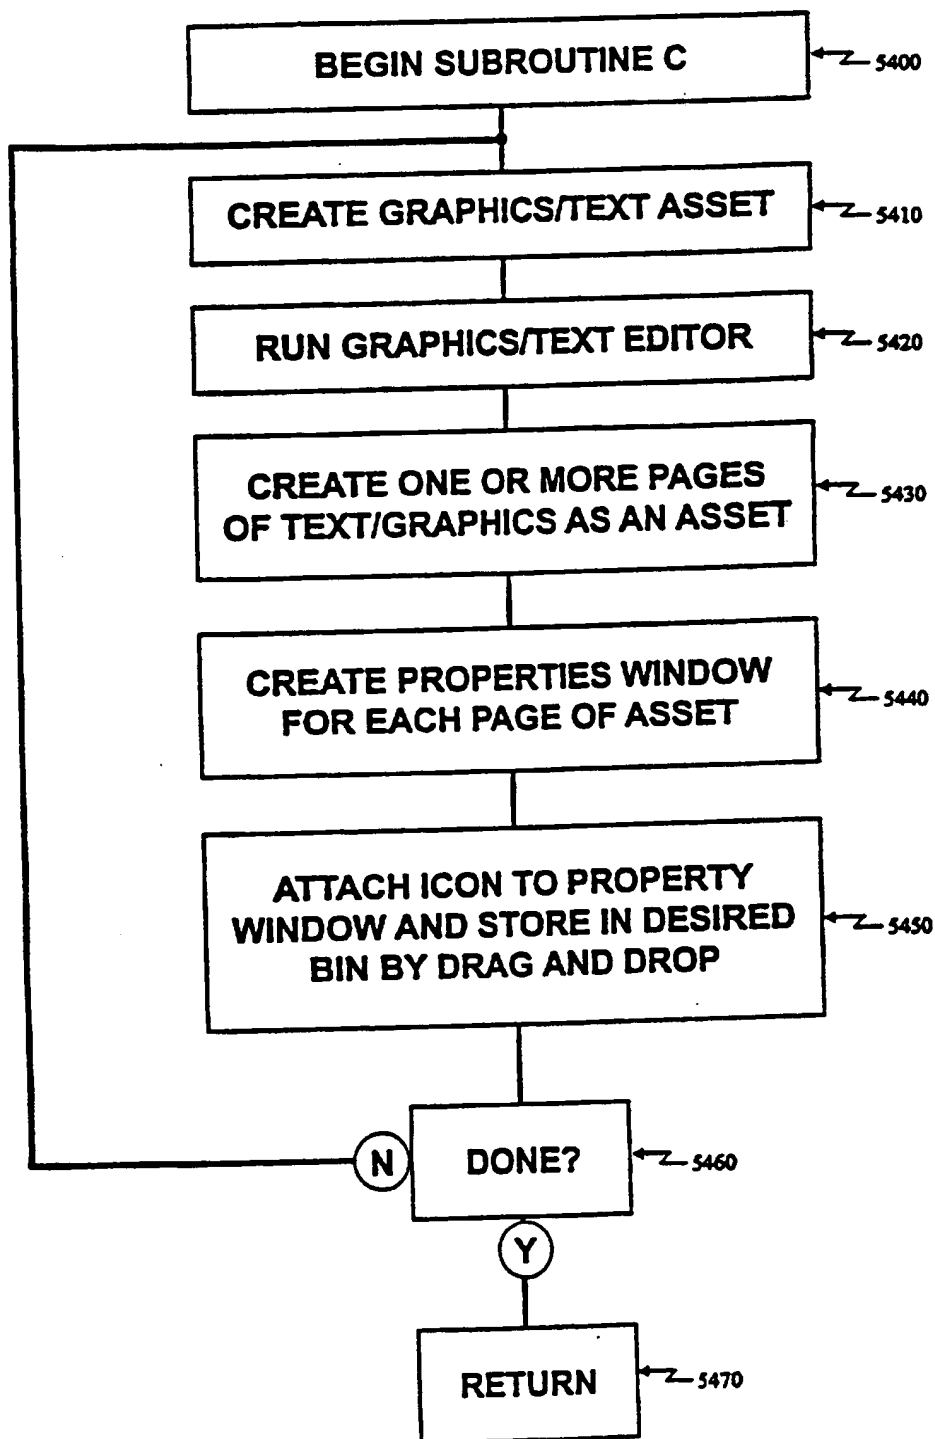 BEGIN SUBROUTINE C
5400
CREATE GRAPHICS/TEXT ASSET
5410
RUN GRAPHICS/TEXT EDITOR
5420
CREATE ONE OR MORE PAGES
OF TEXT/GRAPHICS AS AN ASSET
5430
CREATE PROPERTIES WINDOW
FOR EACH PAGE OF ASSET
5440
ATTACH ICON TO PROPERTY
WINDOW AND STORE IN DESIRED
BIN BY DRAG AND DROP
5450
N
DONE?
5460
Y
RETURN
5470